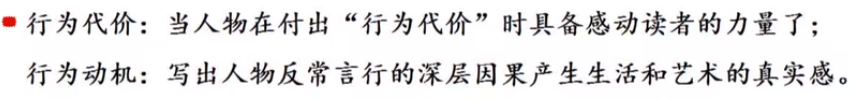 行为代价：当人物在付出“行为代价”时具备感动读者的力量了；
行为动机：写出人物反常言行的深层因果产生生活和艺术的真实感。